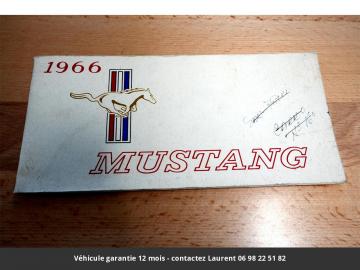 1966
MUSTANG
Véhicule garantie 12 mois - contactez Laurent 06 98 22 51 82